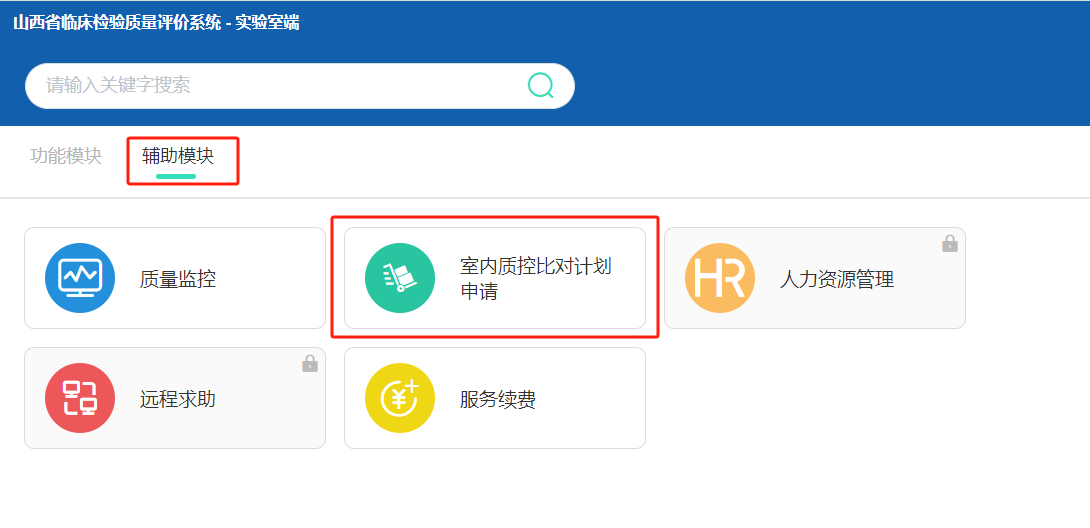 山西省临床检验质量评价系统 - 实验室端
请输入关键字搜索
功能模块
辅助模块
质量监控
室内质控比对计划
申请
HR
人力资源管理
远程求助
服务续费